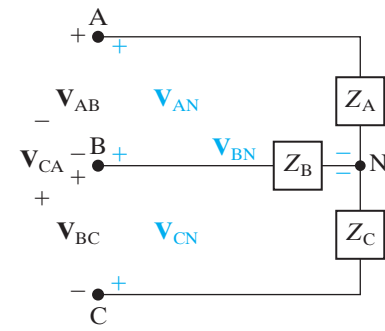 A
+ +
V_AB V_AN Z_A
−
− B + V_BN − N
V_CA Z_B
+ −
+
V_BC V_CN Z_C
− +
C